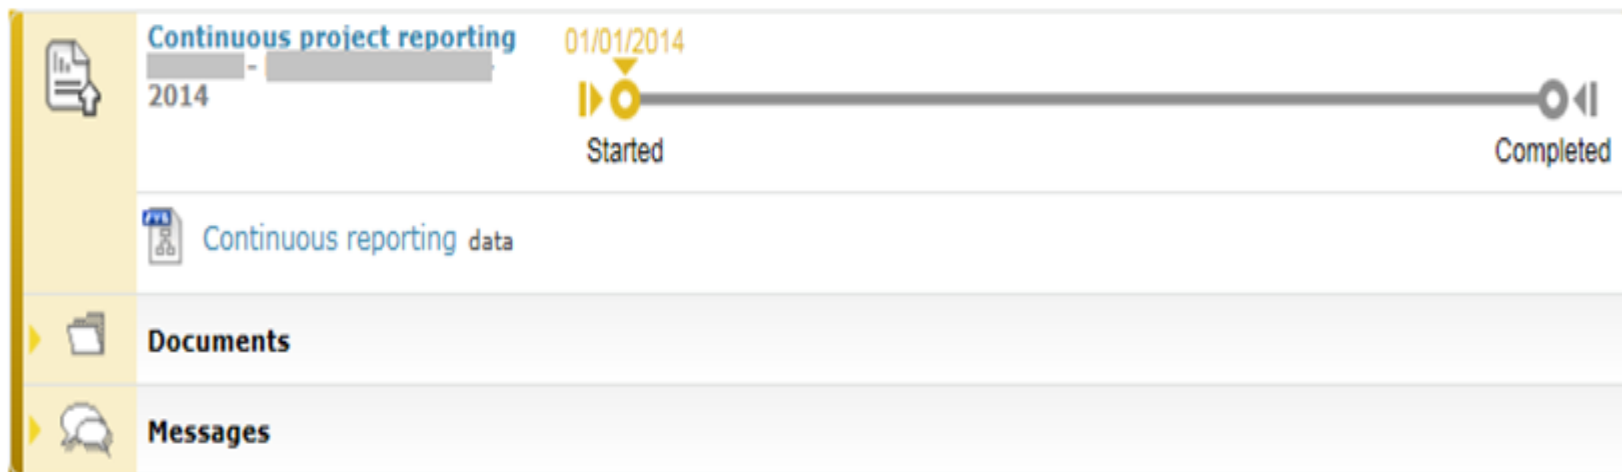 Continuous project reporting
-
2014
01/01/2014
Started
Completed
Continuous reporting data
Documents
Messages